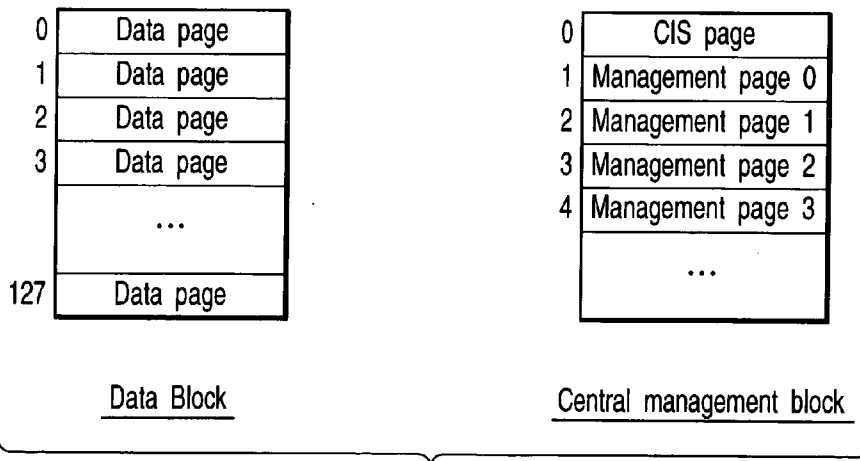 0 Data page
1 Data page
2 Data page
3 Data page
...
127 Data page
Data Block
0 CIS page
1 Management page 0
2 Management page 1
3 Management page 2
4 Management page 3
...
Central management block